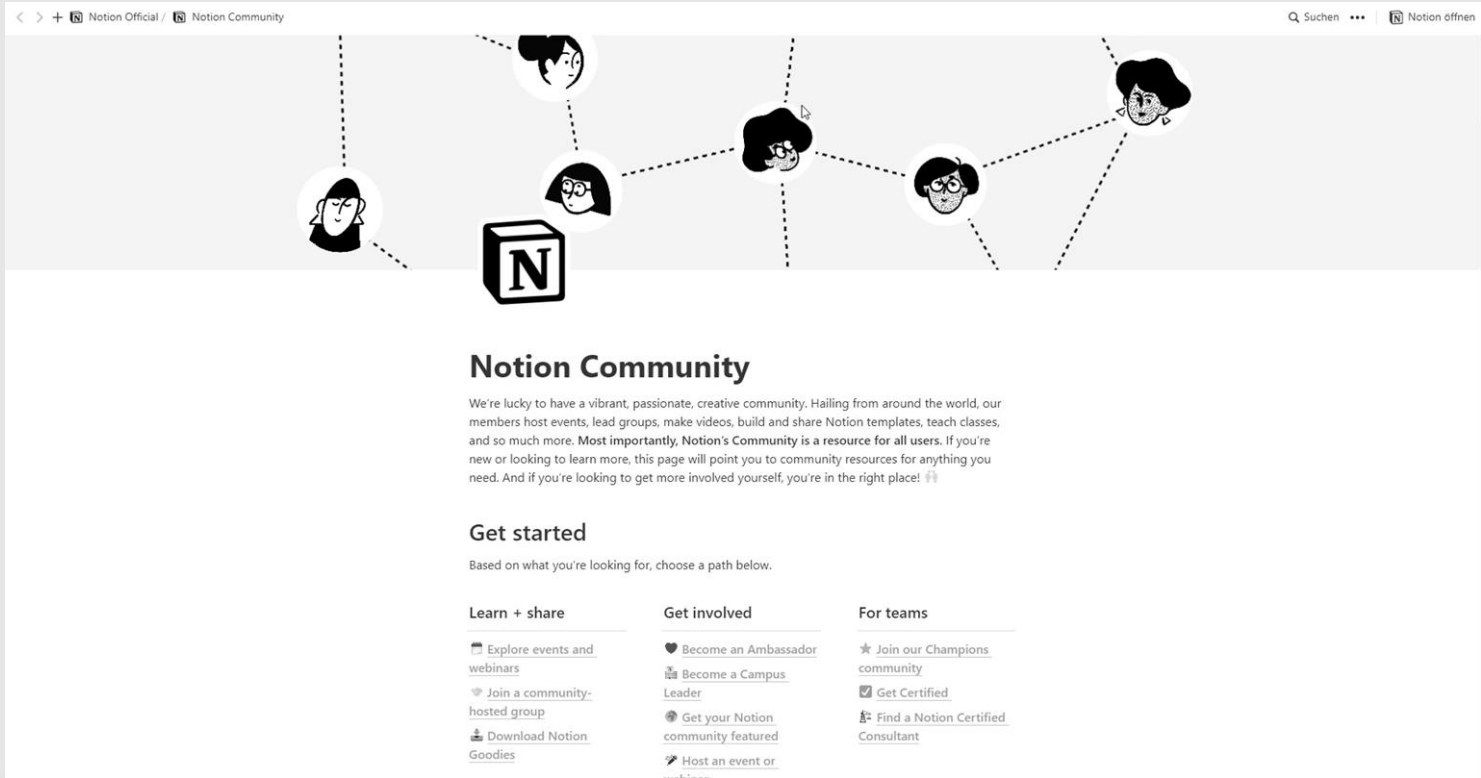 Notion Official / Notion Community
Suchen
Notion öffnen
N
Notion Community
We're lucky to have a vibrant, passionate, creative community. Hailing from around the world, our
members host events, lead groups, make videos, build and share Notion templates, teach classes,
and so much more. Most importantly, Notion's Community is a resource for all users. If you're
new or looking to learn more, this page will point you to community resources for anything you
need. And if you're looking to get more involved yourself, you're in the right place!
Get started
Based on what you're looking for, choose a path below.
Learn + share
Explore events and
webinars
Join a community-
hosted group
Download Notion
Goodies
Get involved
Become an Ambassador
Become a Campus
Leader
Get your Notion
community featured
Host an event or
For teams
Join our Champions
community
Get Certified
Find a Notion Certified
Consultant